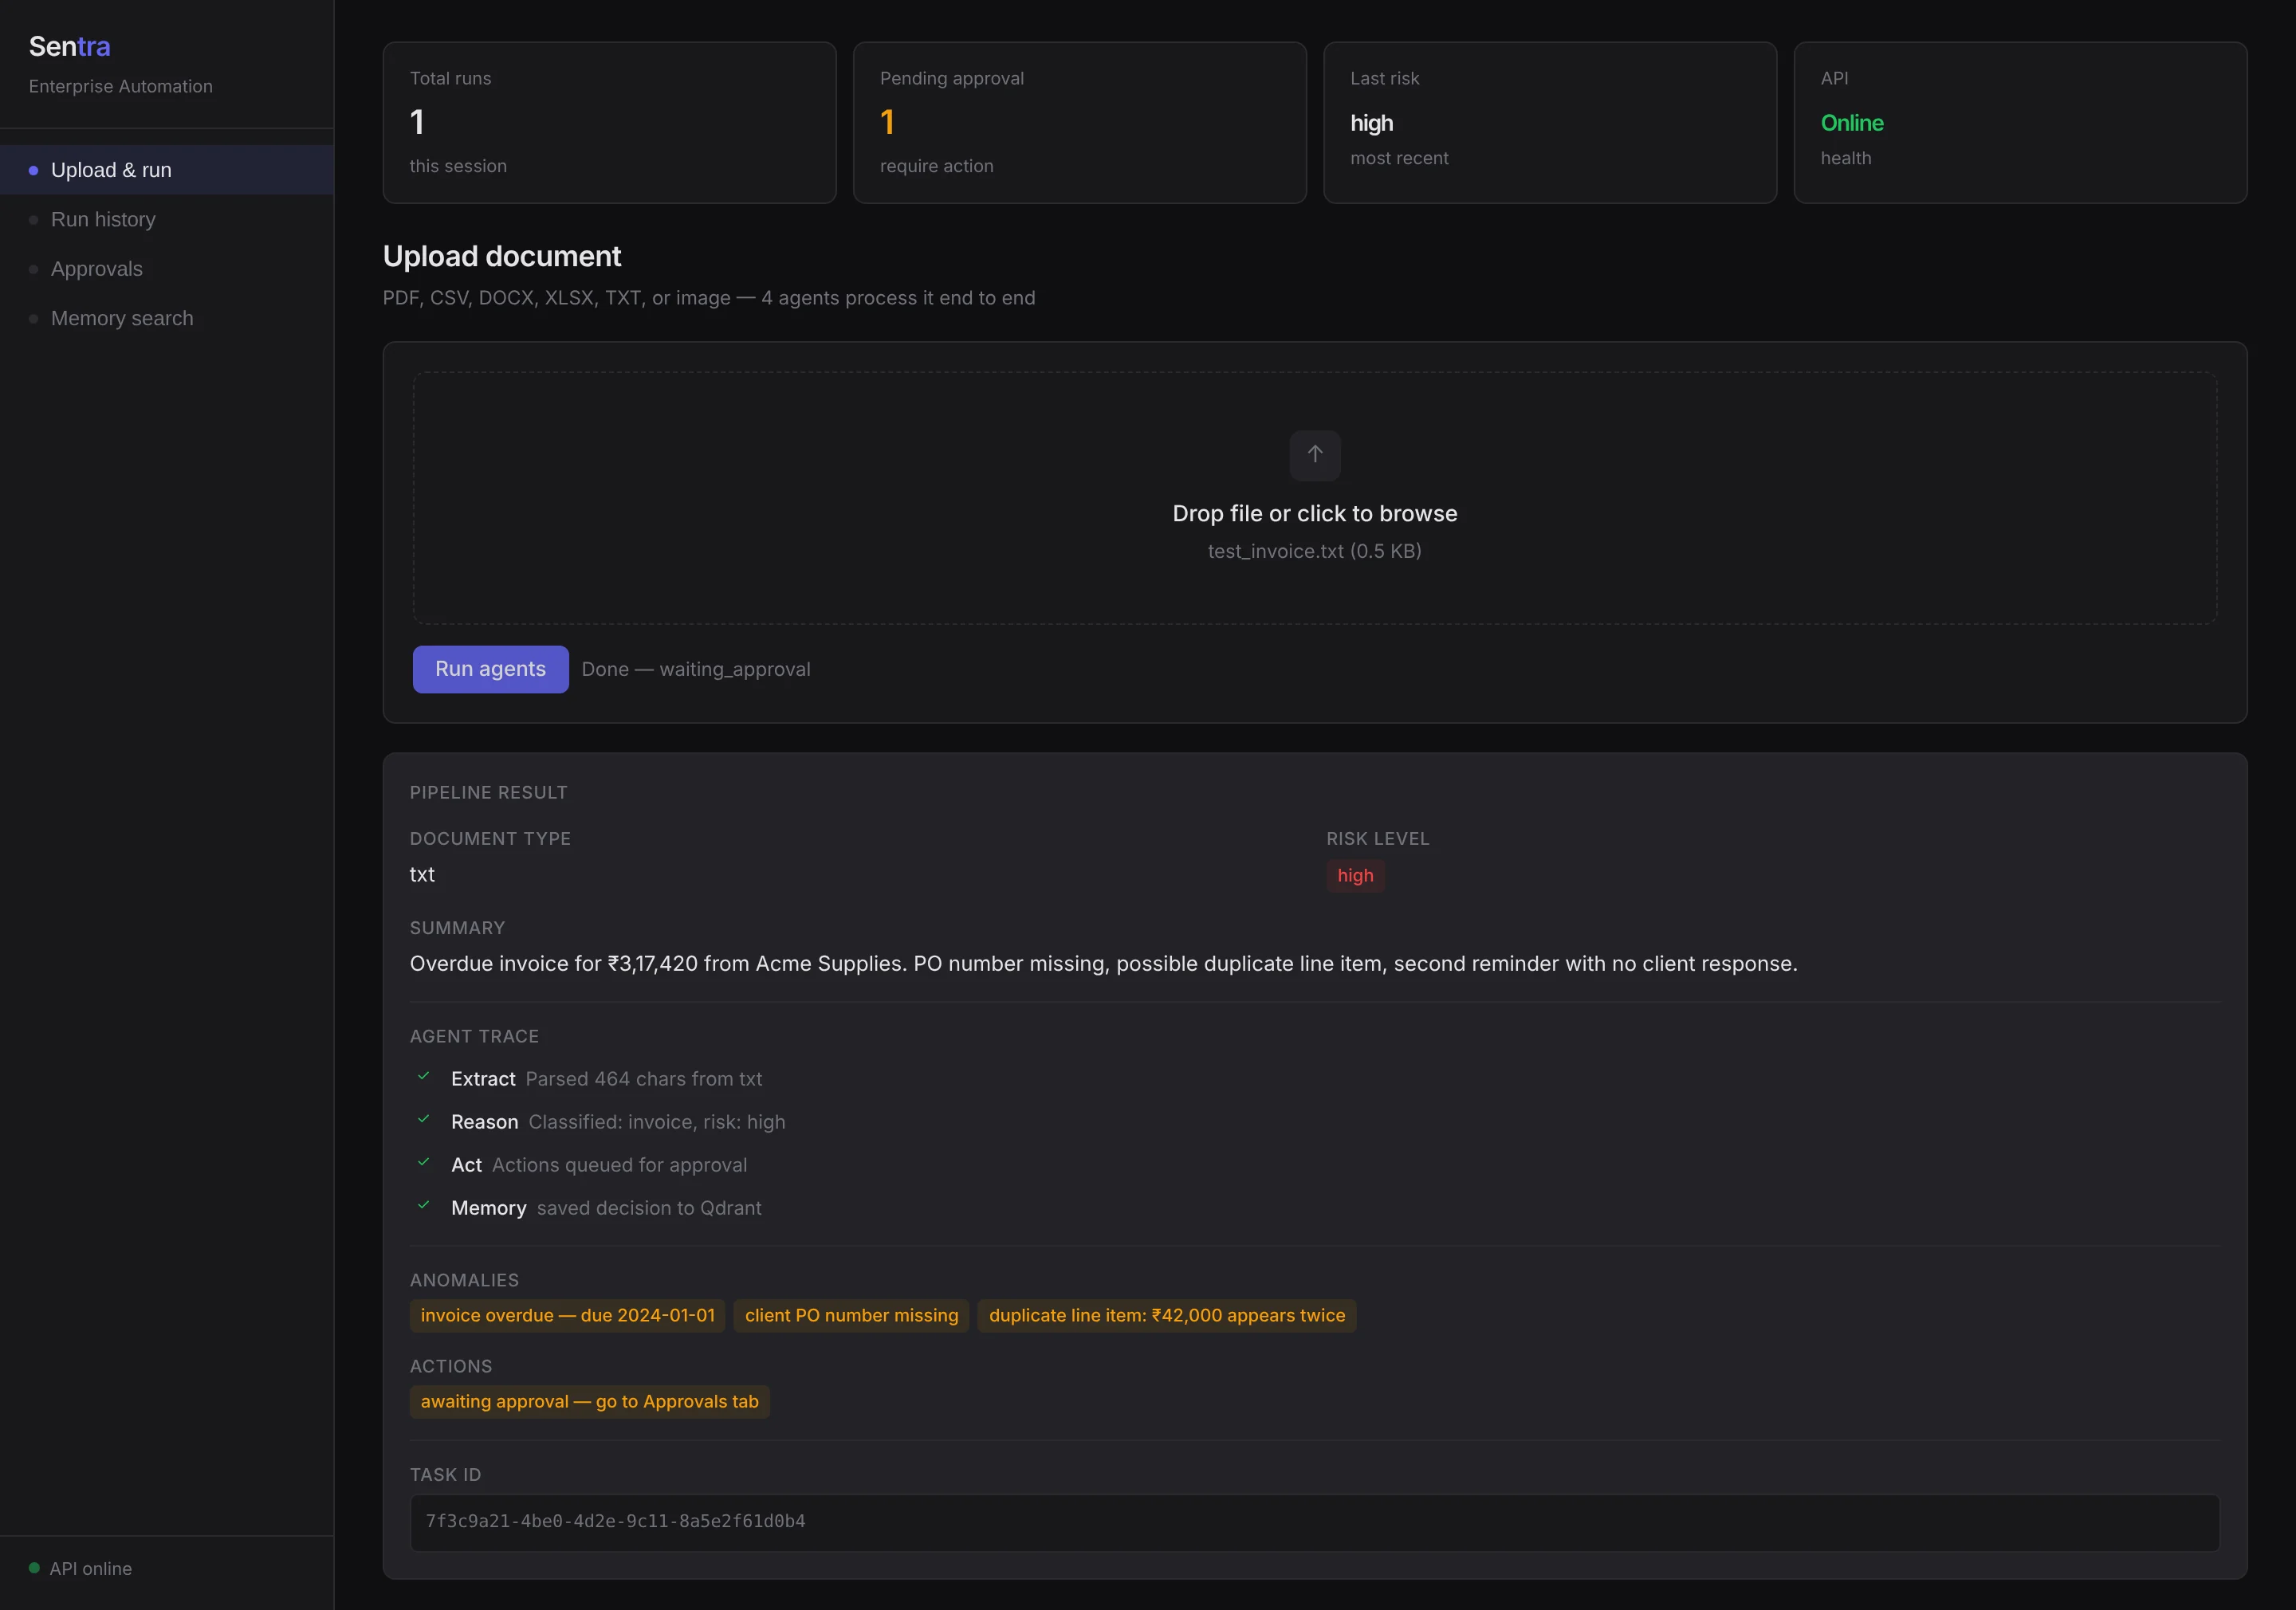 Sentra
Enterprise Automation
Upload & run
Run history
Approvals
Memory search
API online
Total runs
1
this session
Pending approval
1
require action
Last risk
high
most recent
API
Online
health
Upload document
PDF, CSV, DOCX, XLSX, TXT, or image — 4 agents process it end to end
↑
Drop file or click to browse
test_invoice.txt (0.5 KB)
Run agents Done — waiting_approval
PIPELINE RESULT
DOCUMENT TYPE
txt
RISK LEVEL
high
SUMMARY
Overdue invoice for ₹3,17,420 from Acme Supplies. PO number missing, possible duplicate line item, second reminder with no client response.
AGENT TRACE
✓ Extract Parsed 464 chars from txt
✓ Reason Classified: invoice, risk: high
✓ Act Actions queued for approval
✓ Memory saved decision to Qdrant
ANOMALIES
invoice overdue — due 2024-01-01 client PO number missing duplicate line item: ₹42,000 appears twice
ACTIONS
awaiting approval — go to Approvals tab
TASK ID
7f3c9a21-4be0-4d2e-9c11-8a5e2f61d0b4